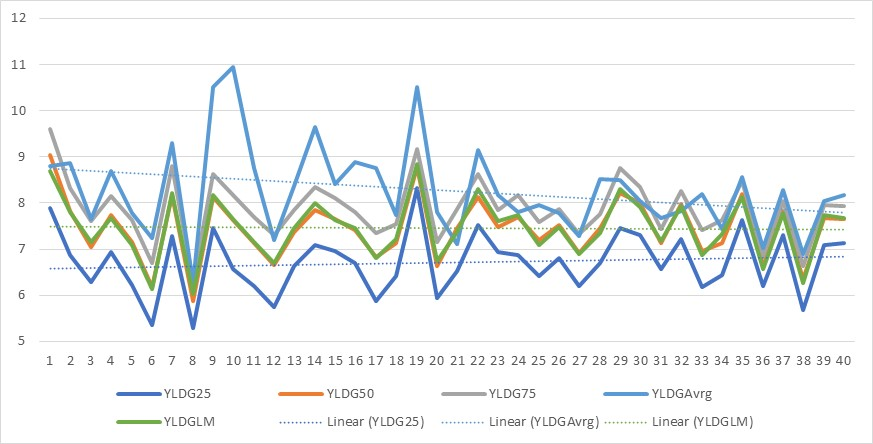 12
11
10
9
8
7
6
5
1 2 3 4 5 6 7 8 9 10 11 12 13 14 15 16 17 18 19 20 21 22 23 24 25 26 27 28 29 30 31 32 33 34 35 36 37 38 39 40
YLDG25 YLDG50 YLDG75 YLDGAvrg
YLDGLM Linear (YLDG25) Linear (YLDGAvrg) Linear (YLDGLM)